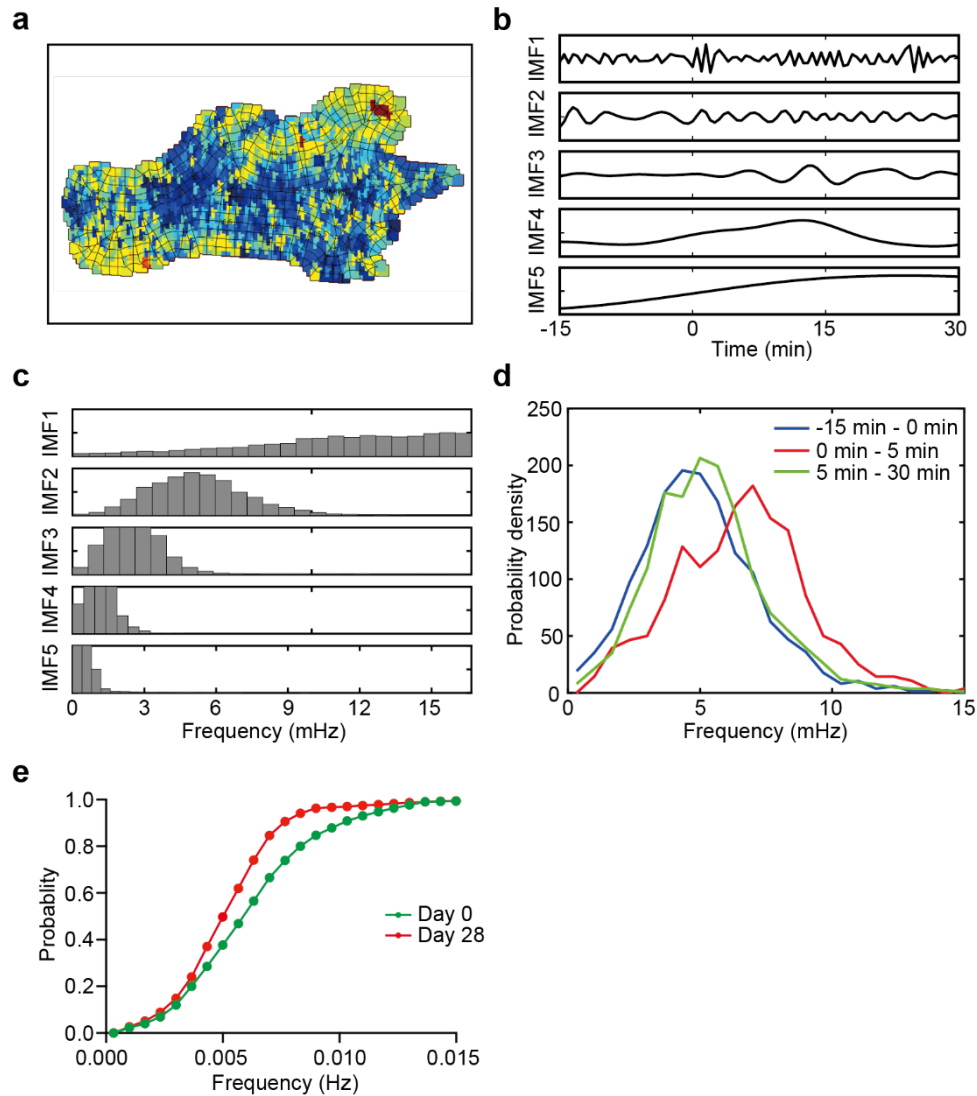 a
b
IMF1
IMF2
IMF3
IMF4
IMF5
-15 0 15 30
Time (min)
c
IMF1
IMF2
IMF3
IMF4
IMF5
0 3 6 9 12 15
Frequency (mHz)
d
250
200
150
100
50
0
Probability density
-15 min - 0 min
0 min - 5 min
5 min - 30 min
0 5 10 15
Frequency (mHz)
e
1.0
0.8
0.6
0.4
0.2
0.0
Probablity
Day 0
Day 28
0.000 0.005 0.010 0.015
Frequency (Hz)